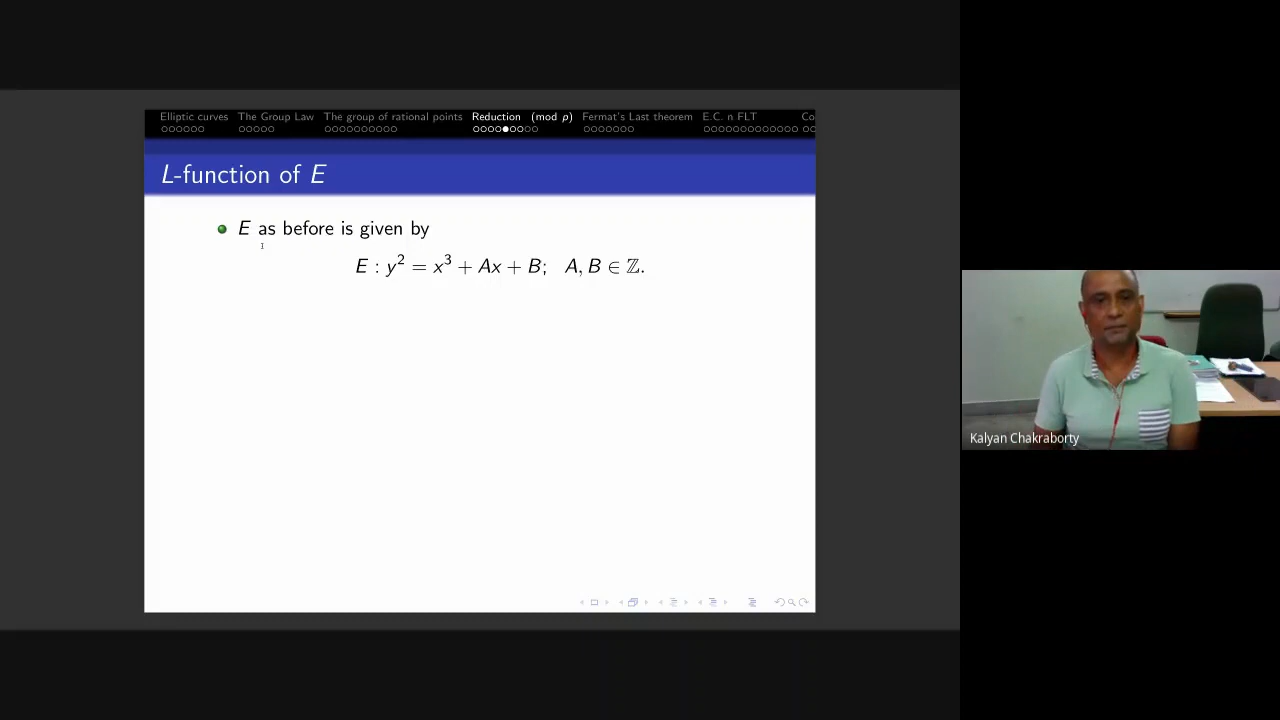 Elliptic curves The Group Law The group of rational points Reduction (mod p) Fermat's Last theorem E.C. n FLT Co
L-function of E
E as before is given by
E : y² = x³ + Ax + B; A, B ∈ ℤ.
Kalyan Chakraborty